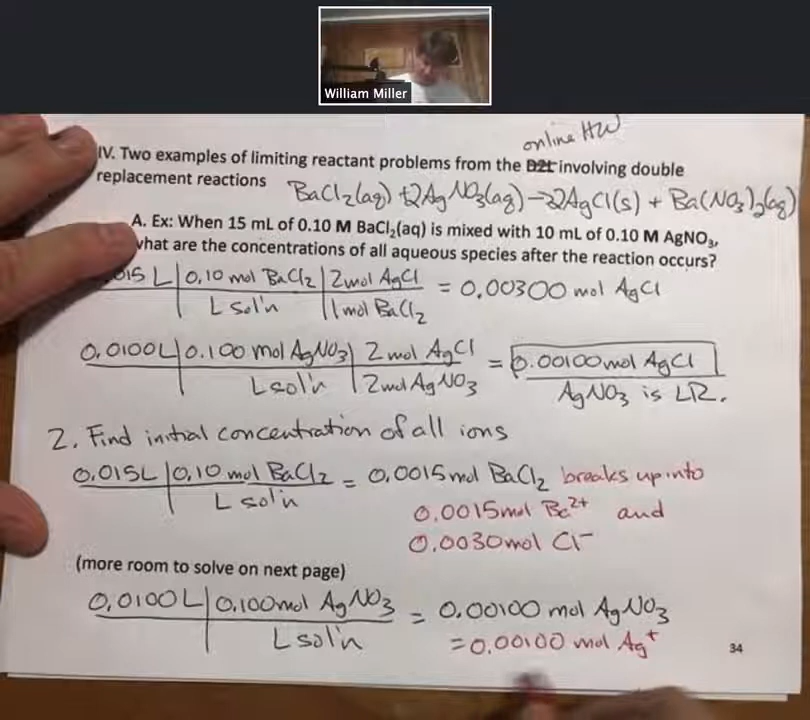 William Miller
online HW
IV. Two examples of limiting reactant problems from the D2L involving double
replacement reactions BaCl₂(aq) + 2AgNO₃(aq) → 2AgCl(s) + Ba(NO₃)₂(aq)
A. Ex: When 15 mL of 0.10 M BaCl₂(aq) is mixed with 10 mL of 0.10 M AgNO₃,
what are the concentrations of all aqueous species after the reaction occurs?
.015 L | 0.10 mol BaCl₂ | 2 mol AgCl = 0.00300 mol AgCl
L sol'n | 1 mol BaCl₂
0.0100L | 0.100 mol AgNO₃ | 2 mol AgCl = 0.00100 mol AgCl
L sol'n | 2 mol AgNO₃ AgNO₃ is LR.
2. Find initial concentration of all ions
0.015L | 0.10 mol BaCl₂ = 0.0015 mol BaCl₂ breaks up into
L sol'n 0.0015 mol Ba²⁺ and
0.0030 mol Cl⁻
(more room to solve on next page)
0.0100 L | 0.100 mol AgNO₃ = 0.00100 mol AgNO₃
L sol'n = 0.00100 mol Ag⁺
34